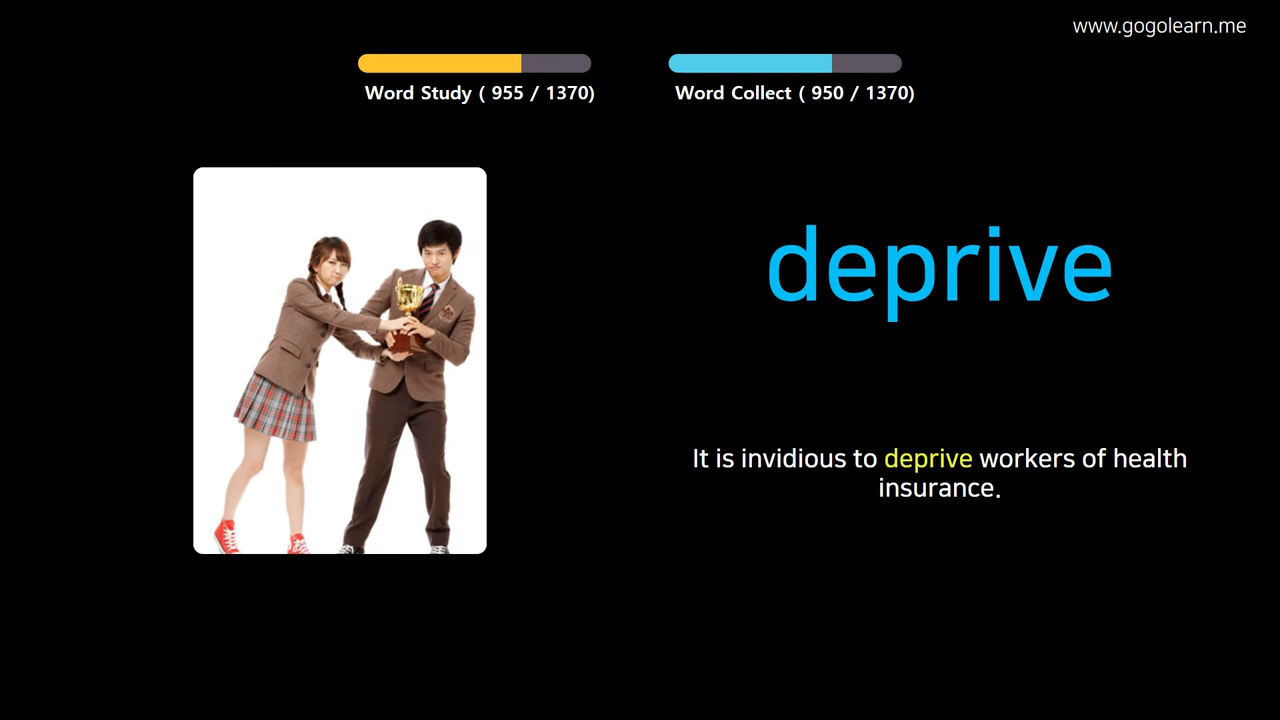 www.gogolearn.me
Word Study ( 955 / 1370)
Word Collect ( 950 / 1370)
deprive
It is invidious to deprive workers of health
insurance.